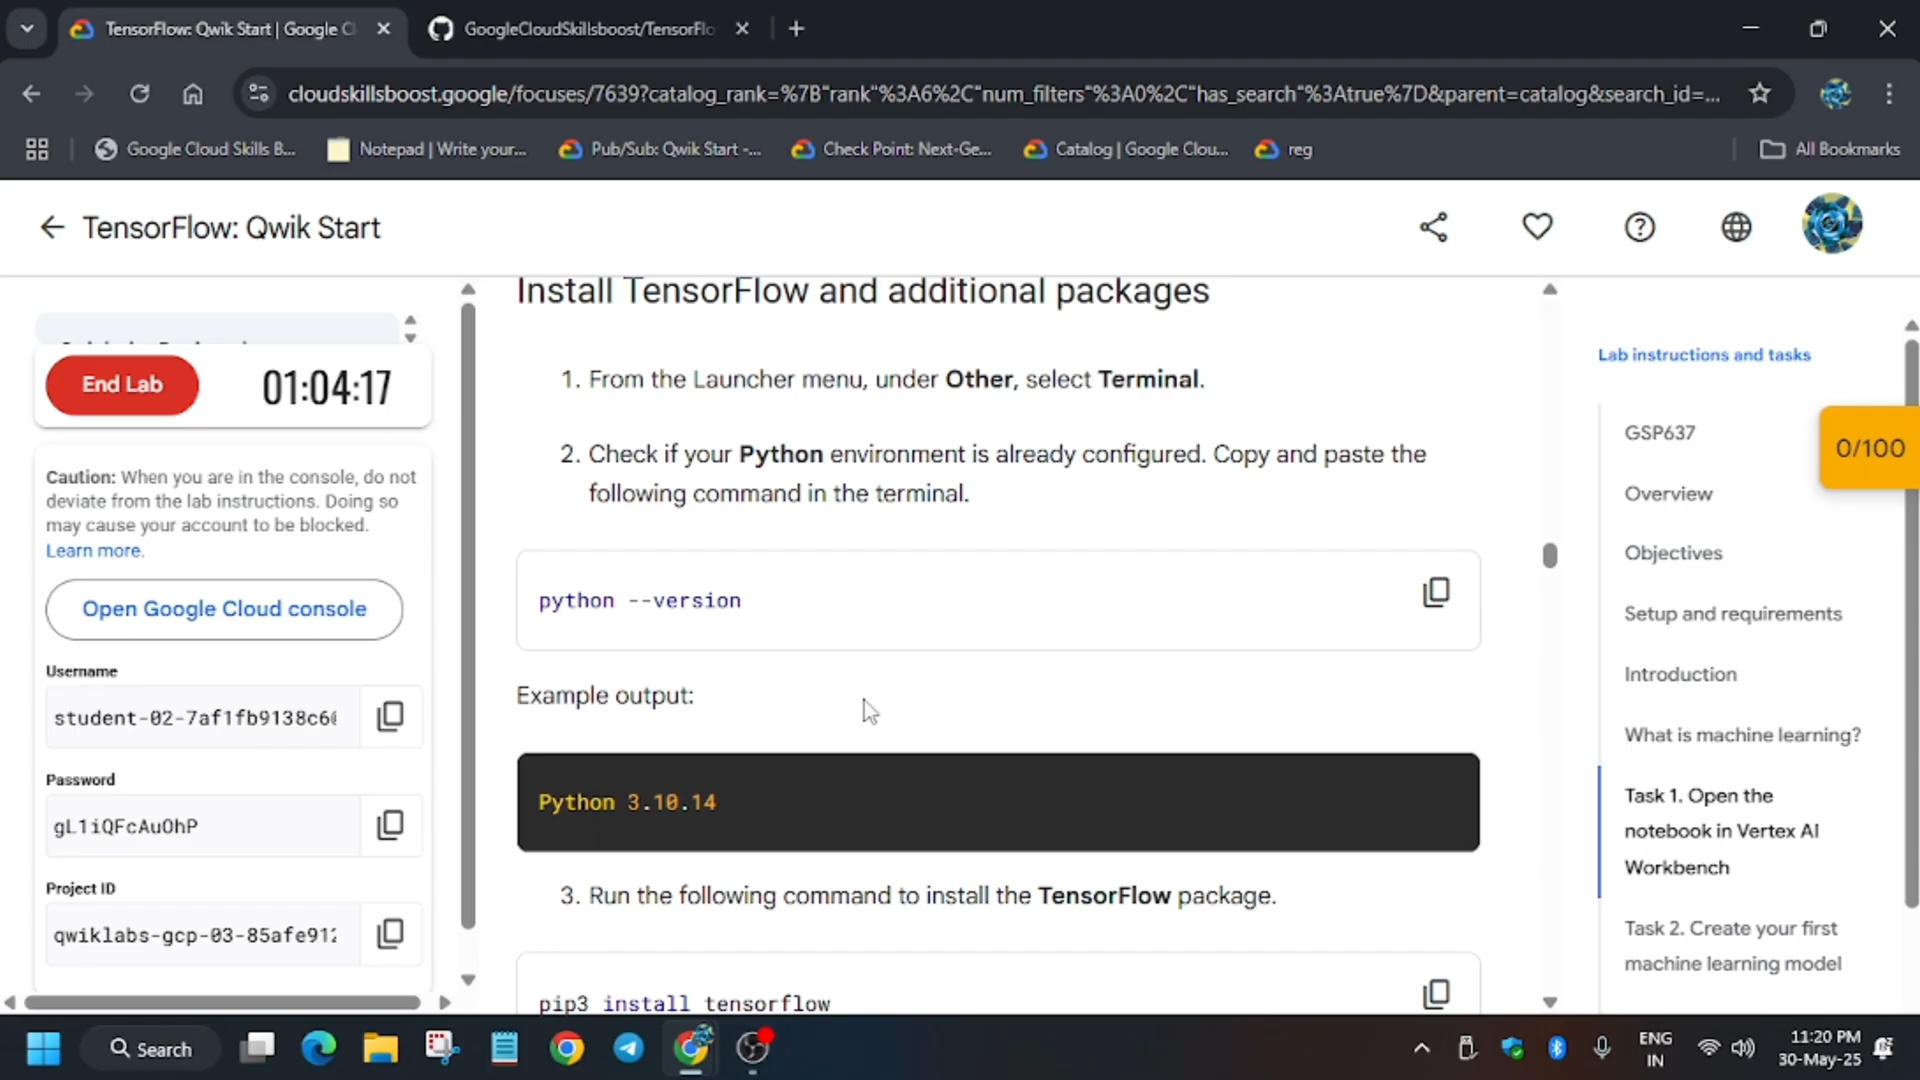 TensorFlow: Qwik Start | Google Cl
GoogleCloudSkillsboost/TensorFlo
cloudskillsboost.google/focuses/7639?catalog_rank=%7B"rank"%3A6%2C"num_filters"%3A0%2C"has_search"%3Atrue%7D&parent=catalog&search_id=...
Google Cloud Skills B...
Notepad | Write your...
Pub/Sub: Qwik Start -...
Check Point: Next-Ge...
Catalog | Google Clou...
reg
All Bookmarks
TensorFlow: Qwik Start
End Lab
01:04:17
Caution: When you are in the console, do not
deviate from the lab instructions. Doing so
may cause your account to be blocked.
Learn more.
Open Google Cloud console
Username
student-02-7af1fb9138c6@
Password
gL1iQFcAuOhP
Project ID
qwiklabs-gcp-03-85afe912
Install TensorFlow and additional packages
1. From the Launcher menu, under Other, select Terminal.
2. Check if your Python environment is already configured. Copy and paste the
following command in the terminal.
python --version
Example output:
Python 3.10.14
3. Run the following command to install the TensorFlow package.
pip3 install tensorflow
Lab instructions and tasks
GSP637
0/100
Overview
Objectives
Setup and requirements
Introduction
What is machine learning?
Task 1. Open the
notebook in Vertex AI
Workbench
Task 2. Create your first
machine learning model
Search
ENG
IN
11:20 PM
30-May-25